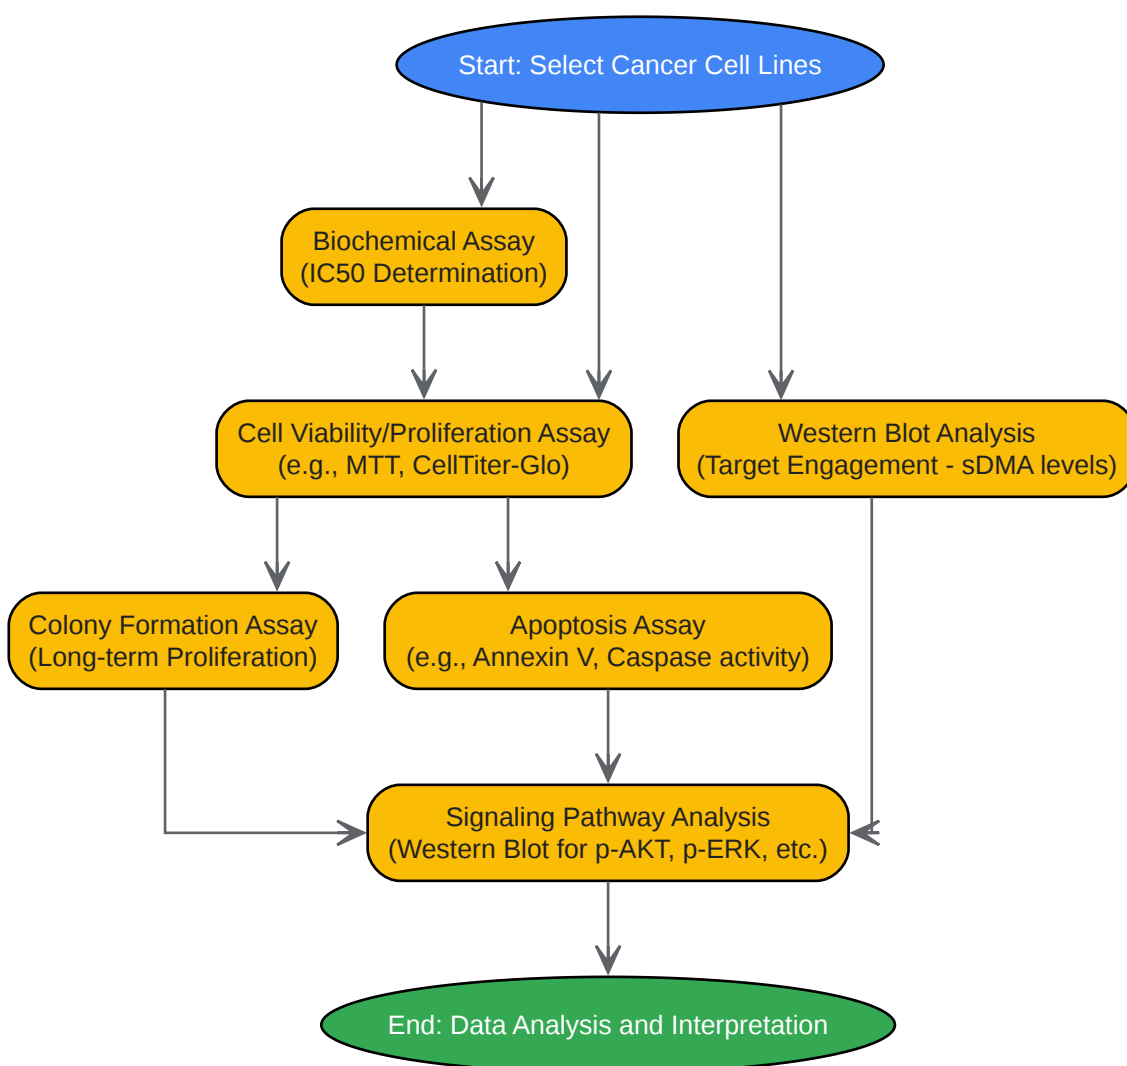 Start: Select Cancer Cell Lines
Biochemical Assay
(IC50 Determination)
Cell Viability/Proliferation Assay
(e.g., MTT, CellTiter-Glo)
Western Blot Analysis
(Target Engagement - sDMA levels)
Colony Formation Assay
(Long-term Proliferation)
Apoptosis Assay
(e.g., Annexin V, Caspase activity)
Signaling Pathway Analysis
(Western Blot for p-AKT, p-ERK, etc.)
End: Data Analysis and Interpretation